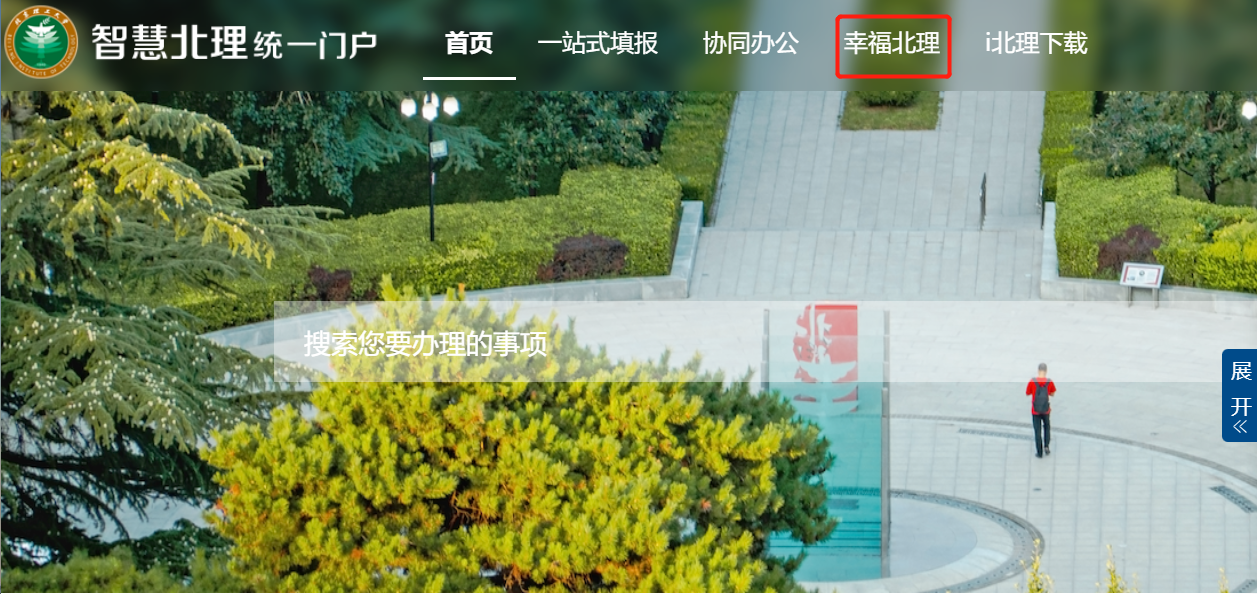 智慧北理统一门户
首页
一站式填报
协同办公
幸福北理
i北理下载
搜索您要办理的事项
展
开